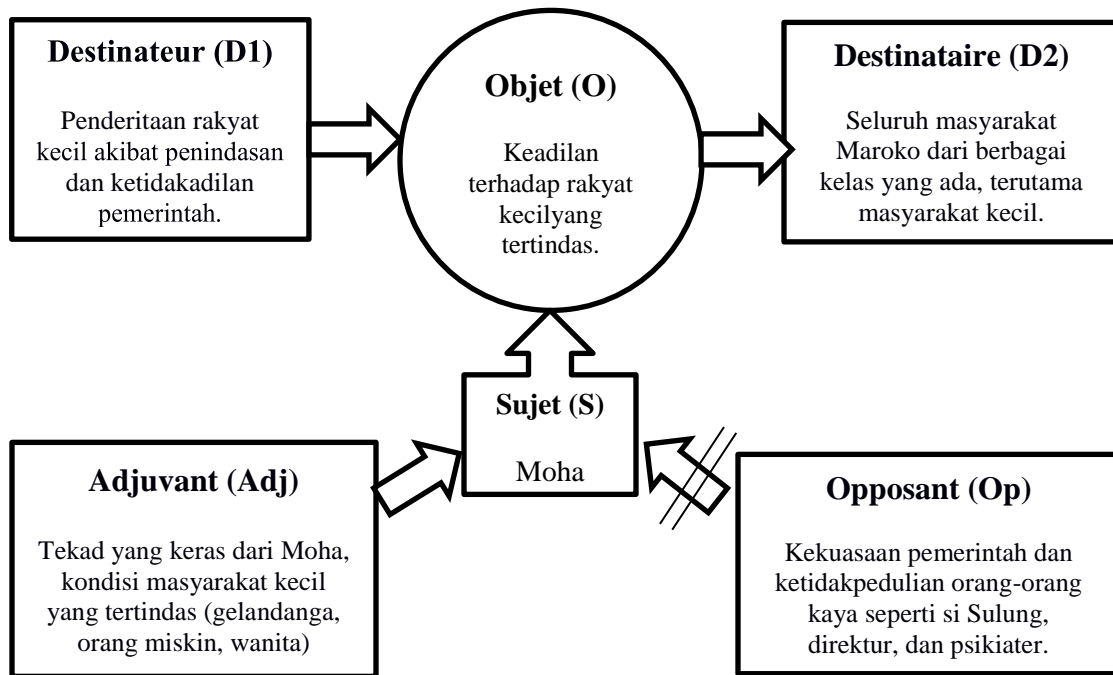 Destinateur (D1)
Penderitaan rakyat
kecil akibat penindasan
dan ketidakadilan
pemerintah.
Objet (O)
Keadilan
terhadap rakyat
kecilyang
tertindas.
Destinataire (D2)
Seluruh masyarakat
Maroko dari berbagai
kelas yang ada, terutama
masyarakat kecil.
Sujet (S)
Moha
Adjuvant (Adj)
Tekad yang keras dari Moha,
kondisi masyarakat kecil
yang tertindas (gelandanga,
orang miskin, wanita)
Opposant (Op)
Kekuasaan pemerintah dan
ketidakpedulian orang-orang
kaya seperti si Sulung,
direktur, dan psikiater.